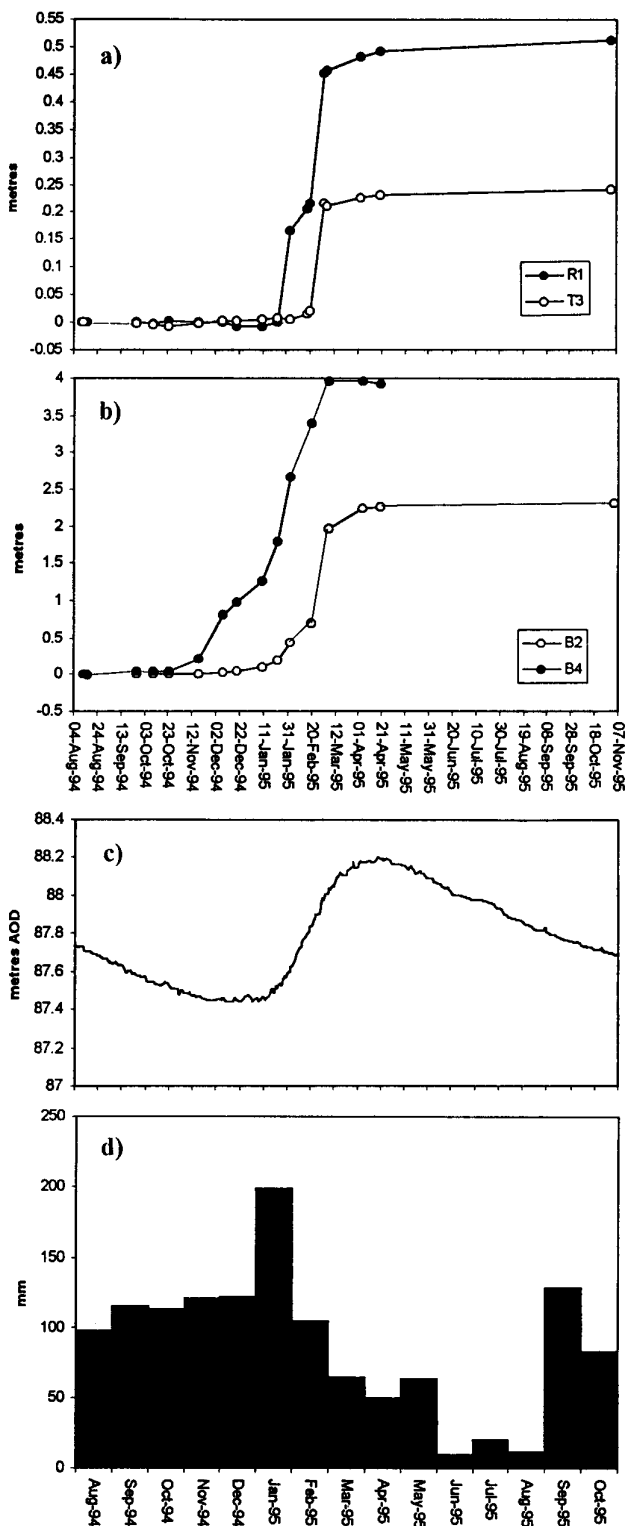 a)
0.55
0.5
0.45
0.4
0.35
0.3
0.25
0.2
0.15
0.1
0.05
0
-0.05
metres
R1
T3
b)
4
3.5
3
2.5
2
1.5
1
0.5
0
-0.5
metres
B2
B4
04-Aug-94
24-Aug-94
13-Sep-94
03-Oct-94
23-Oct-94
12-Nov-94
02-Dec-94
22-Dec-94
11-Jan-95
31-Jan-95
20-Feb-95
12-Mar-95
01-Apr-95
21-Apr-95
11-May-95
31-May-95
20-Jun-95
10-Jul-95
30-Jul-95
19-Aug-95
08-Sep-95
28-Sep-95
18-Oct-95
07-Nov-95
c)
88.4
88.2
88
87.8
87.6
87.4
87.2
87
metres AOD
d)
250
200
150
100
50
0
mm
Aug-94
Sep-94
Oct-94
Nov-94
Dec-94
Jan-95
Feb-95
Mar-95
Apr-95
May-95
Jun-95
Jul-95
Aug-95
Sep-95
Oct-95